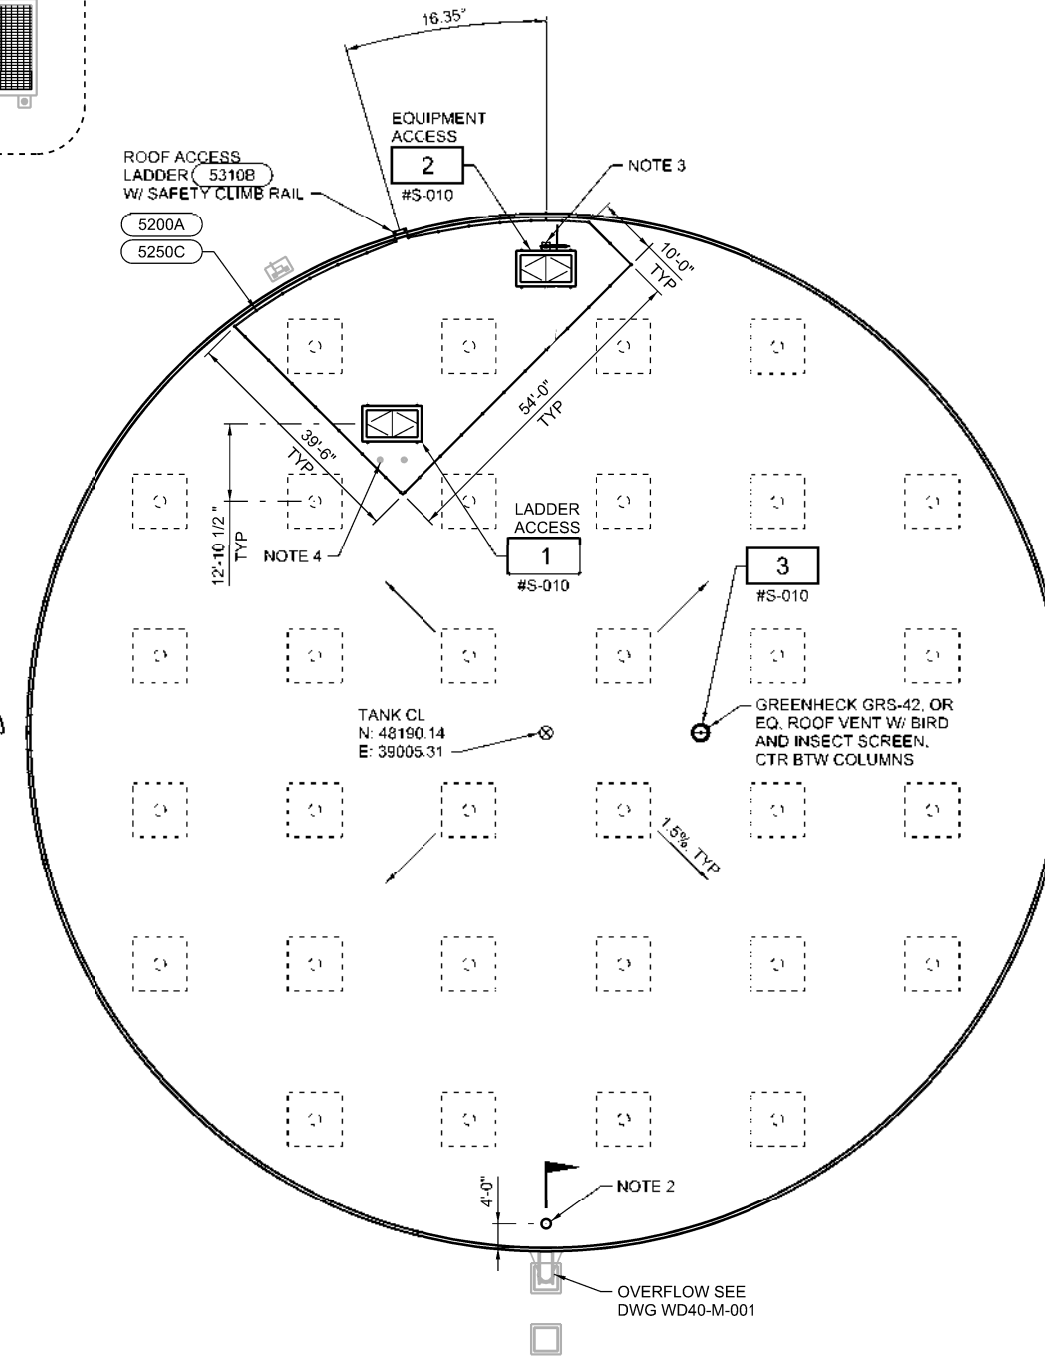 16.35°
EQUIPMENT
ACCESS
2
#S-010
NOTE 3
ROOF ACCESS
LADDER 5310B
W/ SAFETY CLIMB RAIL
5200A
5250C
10'-0"
TYP
54'-0"
TYP
39'-6"
TYP
12'-10 1/2"
TYP
NOTE 4
LADDER
ACCESS
1
#S-010
3
#S-010
TANK CL
N: 48190.14
E: 39005.31
GREENHECK GRS-42, OR
EQ. ROOF VENT W/ BIRD
AND INSECT SCREEN,
CTR BTW COLUMNS
1.5%, TYP
4'-0"
NOTE 2
OVERFLOW SEE
DWG WD40-M-001